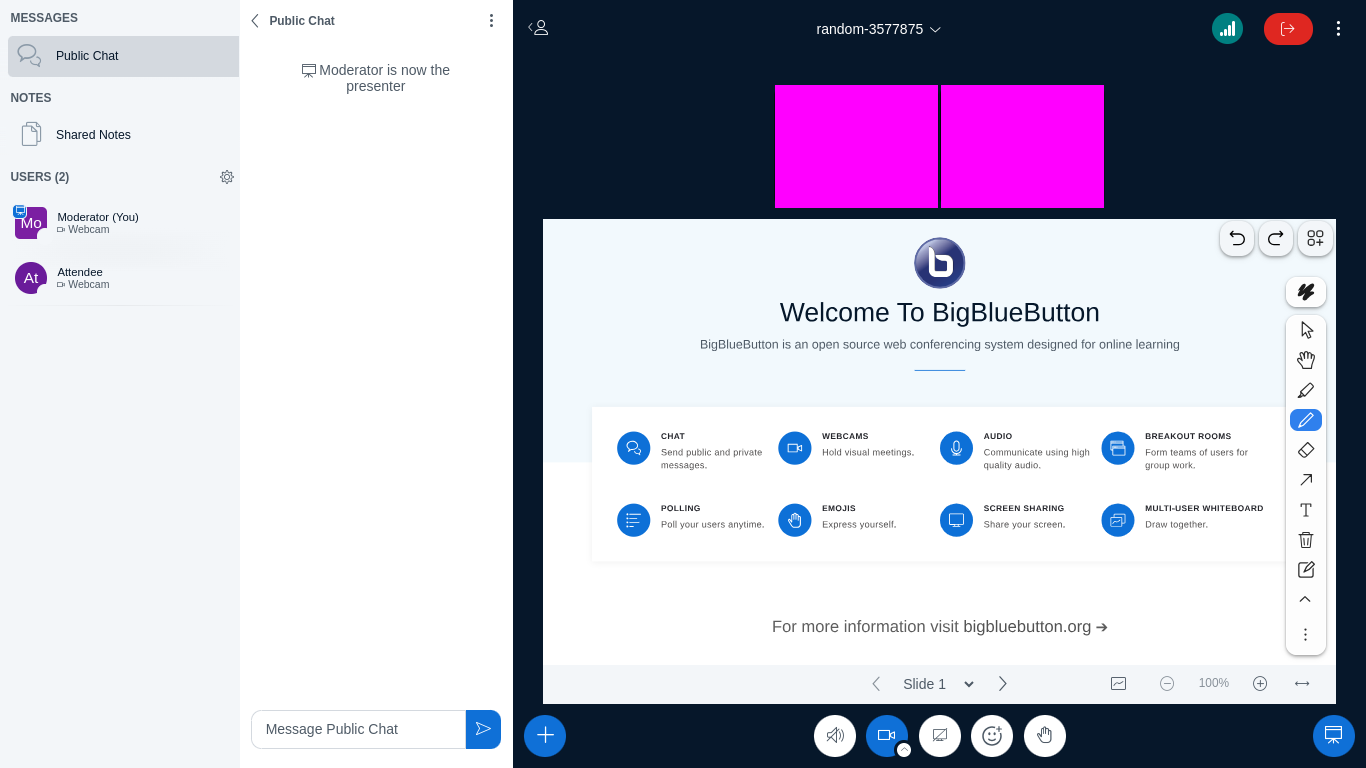 MESSAGES
Public Chat
NOTES
Shared Notes
USERS (2)
Mo
Moderator (You)
Webcam
At
Attendee
Webcam
Public Chat
Moderator is now the
presenter
Message Public Chat
random-3577875
Welcome To BigBlueButton
BigBlueButton is an open source web conferencing system designed for online learning
CHAT
Send public and private
messages.
WEBCAMS
Hold visual meetings.
AUDIO
Communicate using high
quality audio.
BREAKOUT ROOMS
Form teams of users for
group work.
POLLING
Poll your users anytime.
EMOJIS
Express yourself.
SCREEN SHARING
Share your screen.
MULTI-USER WHITEBOARD
Draw together.
For more information visit bigbluebutton.org ➔
Slide 1
100%